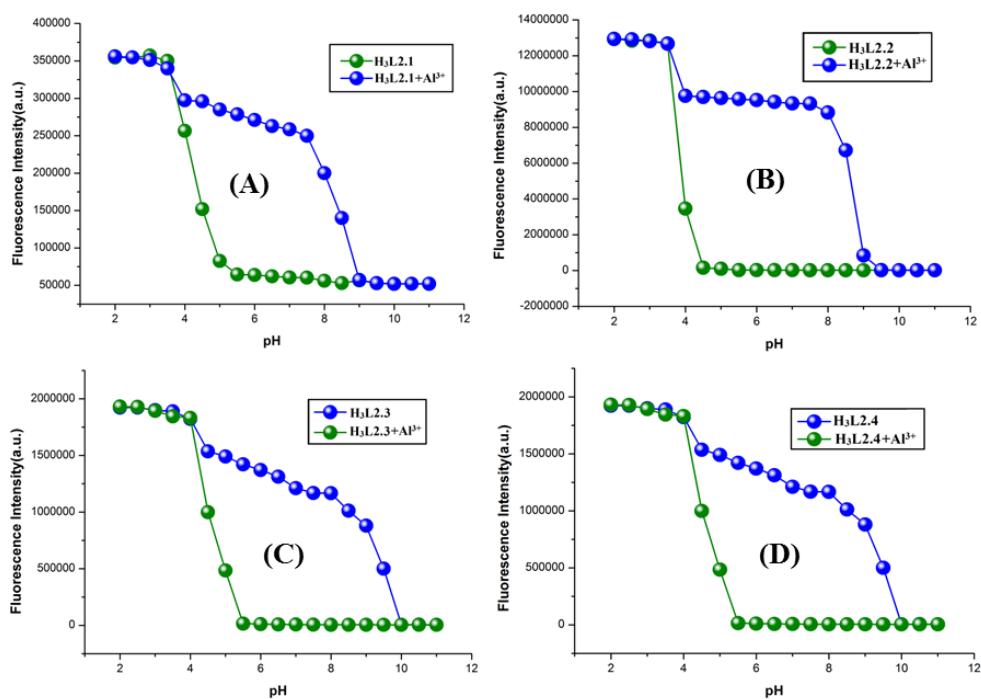 400000
350000
300000
250000
200000
150000
100000
50000
Fluorescence Intensity(a.u.)
H₃L2.1
H₃L2.1+Al³⁺
(A)
2 4 6 8 10 12
pH
14000000
12000000
10000000
8000000
6000000
4000000
2000000
0
-2000000
Fluorescence Intensity(a.u.)
H₃L2.2
H₃L2.2+Al³⁺
(B)
2 4 6 8 10 12
pH
2000000
1500000
1000000
500000
0
Fluorescence Intensity(a.u.)
H₃L2.3
H₃L2.3+Al³⁺
(C)
2 4 6 8 10 12
pH
2000000
1500000
1000000
500000
0
Fluorescence Intensity(a.u.)
H₃L2.4
H₃L2.4+Al³⁺
(D)
2 4 6 8 10 12
pH